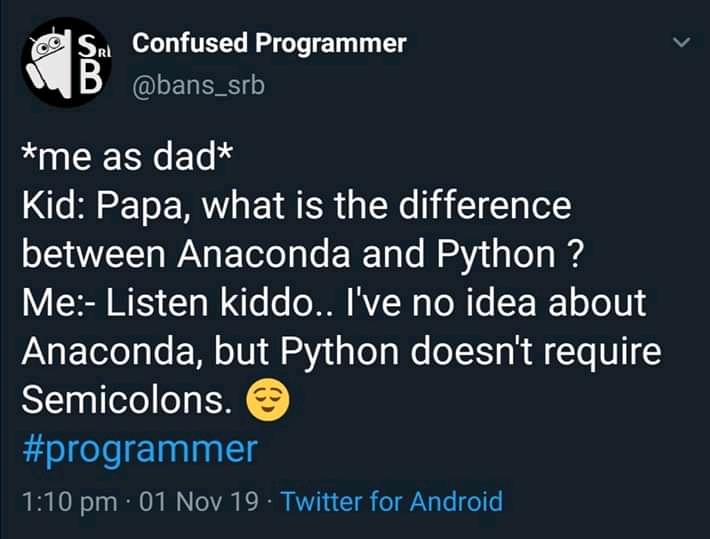 SRI
B
Confused Programmer
@bans_srb
*me as dad*
Kid: Papa, what is the difference
between Anaconda and Python ?
Me:- Listen kiddo.. I've no idea about
Anaconda, but Python doesn't require
Semicolons. 😌
#programmer
1:10 pm · 01 Nov 19 · Twitter for Android